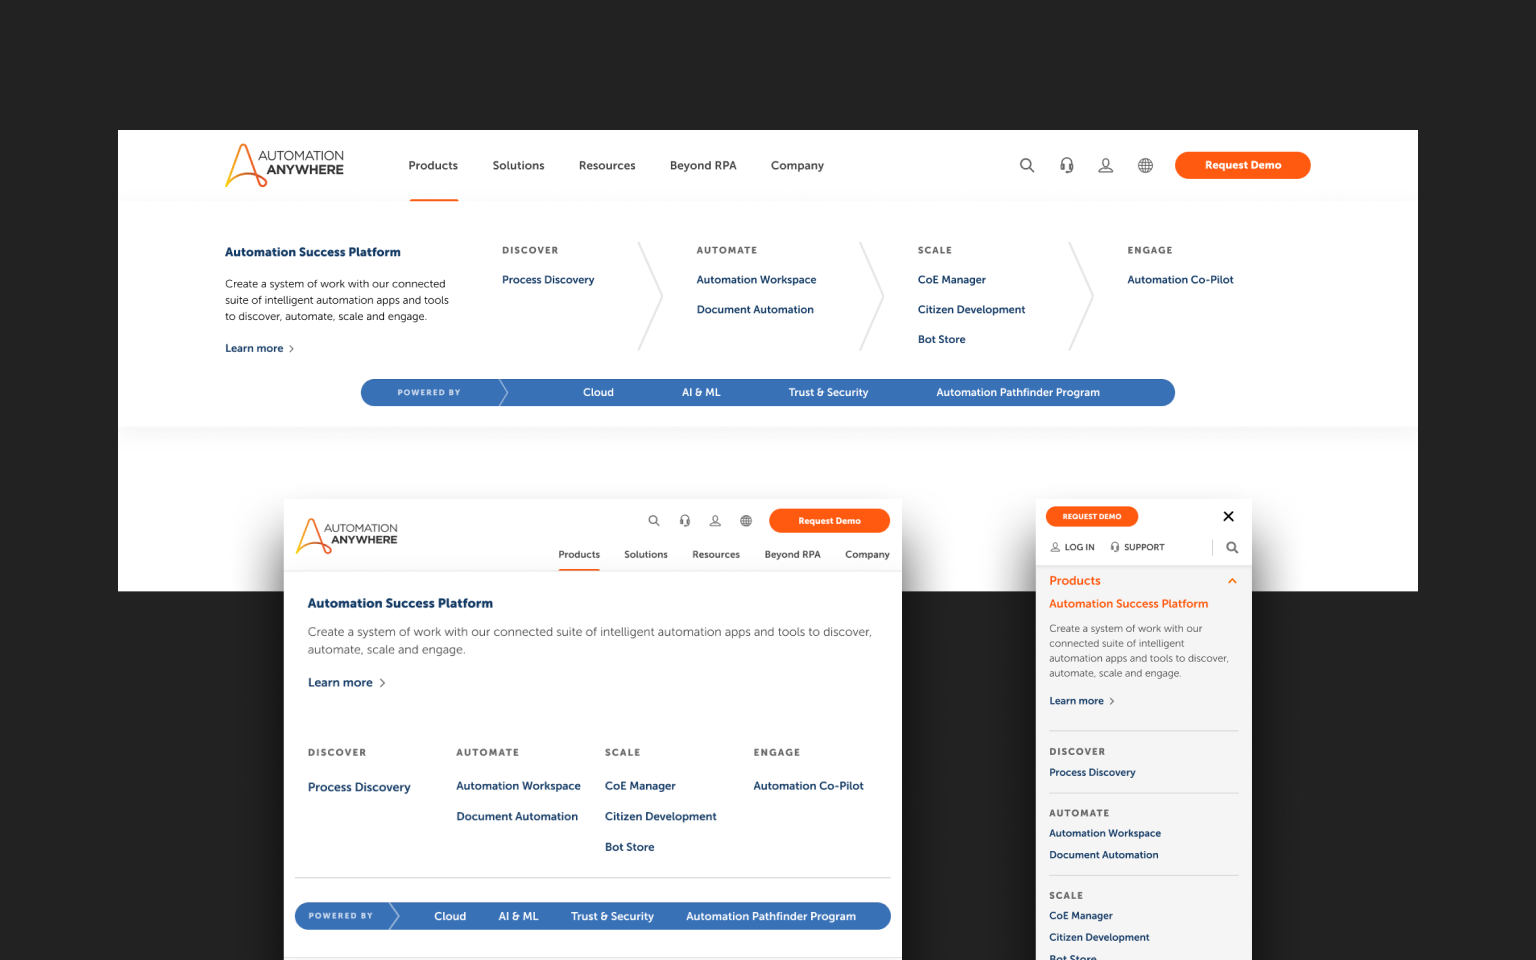 AUTOMATION
ANYWHERE
Products Solutions Resources Beyond RPA Company
Request Demo
Automation Success Platform
Create a system of work with our connected
suite of intelligent automation apps and tools
to discover, automate, scale and engage.
Learn more
DISCOVER
Process Discovery
AUTOMATE
Automation Workspace
Document Automation
SCALE
CoE Manager
Citizen Development
Bot Store
ENGAGE
Automation Co-Pilot
POWERED BY Cloud AI & ML Trust & Security Automation Pathfinder Program
AUTOMATION
ANYWHERE
Request Demo
Products Solutions Resources Beyond RPA Company
Automation Success Platform
Create a system of work with our connected suite of intelligent automation apps and tools to discover,
automate, scale and engage.
Learn more
DISCOVER
Process Discovery
AUTOMATE
Automation Workspace
Document Automation
SCALE
CoE Manager
Citizen Development
Bot Store
ENGAGE
Automation Co-Pilot
POWERED BY Cloud AI & ML Trust & Security Automation Pathfinder Program
REQUEST DEMO
LOG IN SUPPORT
Products
Automation Success Platform
Create a system of work with our
connected suite of intelligent
automation apps and tools to discover,
automate, scale and engage.
Learn more
DISCOVER
Process Discovery
AUTOMATE
Automation Workspace
Document Automation
SCALE
CoE Manager
Citizen Development
Bot Store